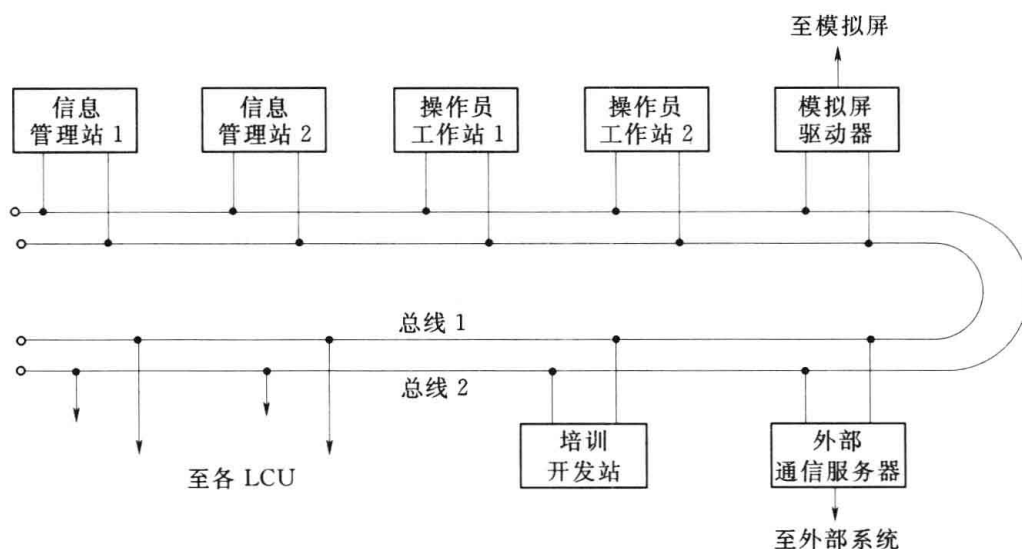 至模拟屏
信息
管理站 1
信息
管理站 2
操作员
工作站 1
操作员
工作站 2
模拟屏
驱动器
总线 1
总线 2
至各 LCU
培训
开发站
外部
通信服务器
至外部系统